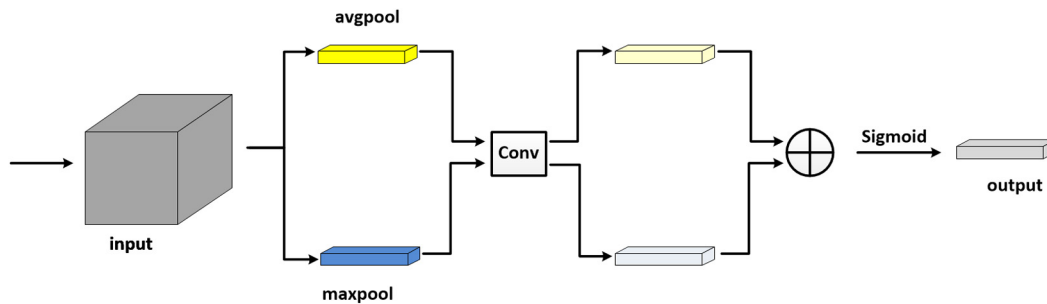 avgpool
Conv
Sigmoid
output
input
maxpool